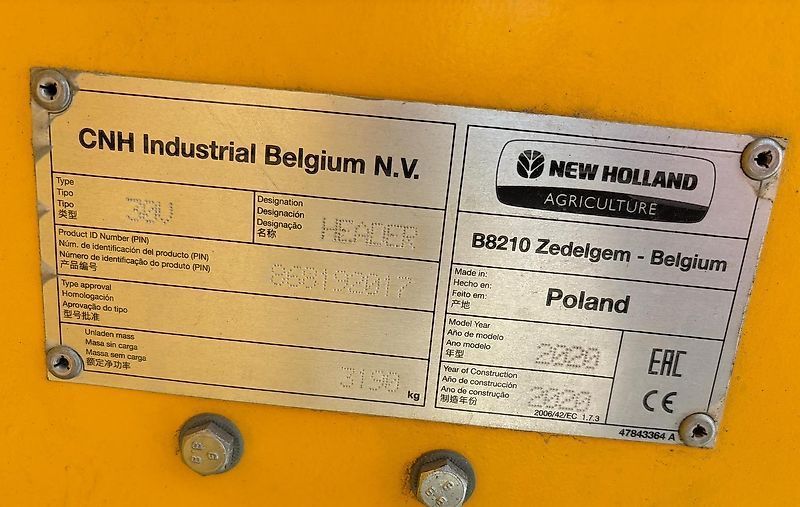 CNH Industrial Belgium N.V.
Type
Tipo
Tipo
类型
30V
Designation
Designación
Designação
名称
HEADER
Product ID Number (PIN)
Núm. de identificación del producto (PIN)
Número de identificação do produto (PIN)
产品编号
868192017
Type approval
Homologación
Aprovação do tipo
型号批准
Unladen mass
Masa sin carga
Massa sem carga
额定净功率
3190
kg
NEW HOLLAND
AGRICULTURE
B8210 Zedelgem - Belgium
Made in:
Hecho en:
Feito em:
产地
Poland
Model Year
Año de modelo
Ano modelo
年型
2020
Year of Construction
Año de construcción
Ano de construção
制造年份
2020
2006/42/EC 1.7.3
EAC
CE
47843364 A